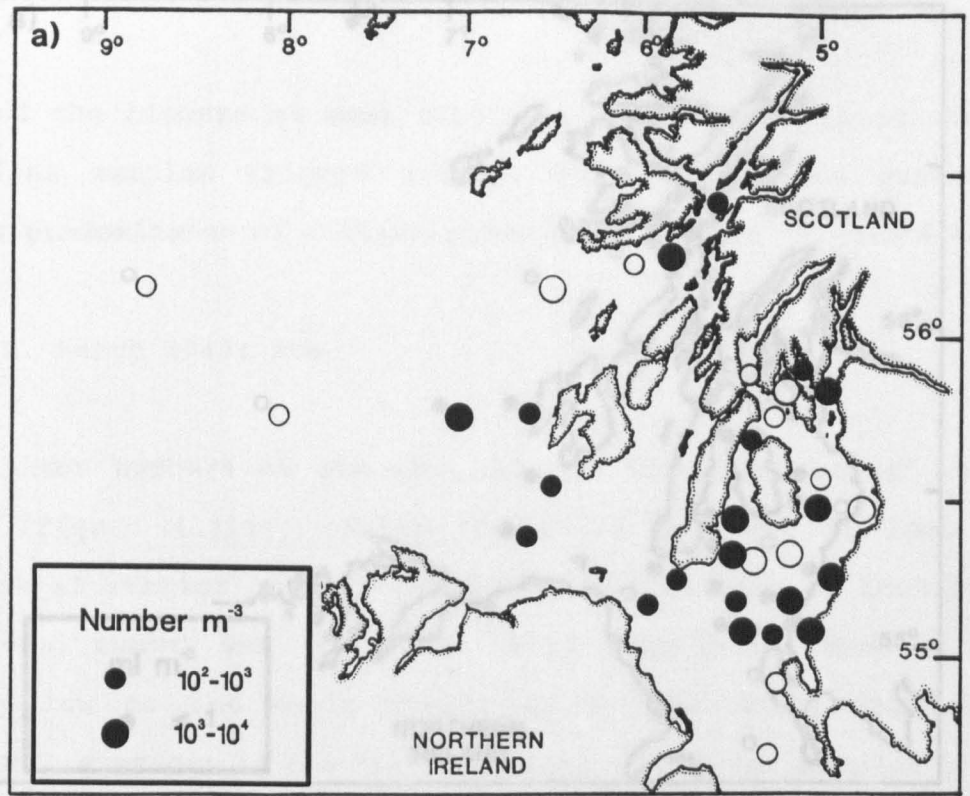 a)
9° 8° 7° 6° 5°
SCOTLAND
56°
55°
Number m⁻³
10²-10³
10³-10⁴
NORTHERN
IRELAND